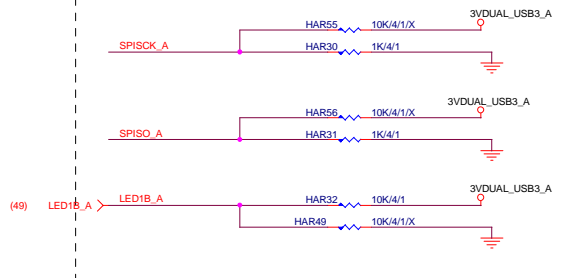 3VDUAL_USB3_A
HAR55 10K/4/1/X
SPISCK_A HAR30 1K/4/1
3VDUAL_USB3_A
HAR56 10K/4/1/X
SPISO_A HAR31 1K/4/1
3VDUAL_USB3_A
(49) LED1B_A LED1B_A HAR32 10K/4/1
HAR49 10K/4/1/X